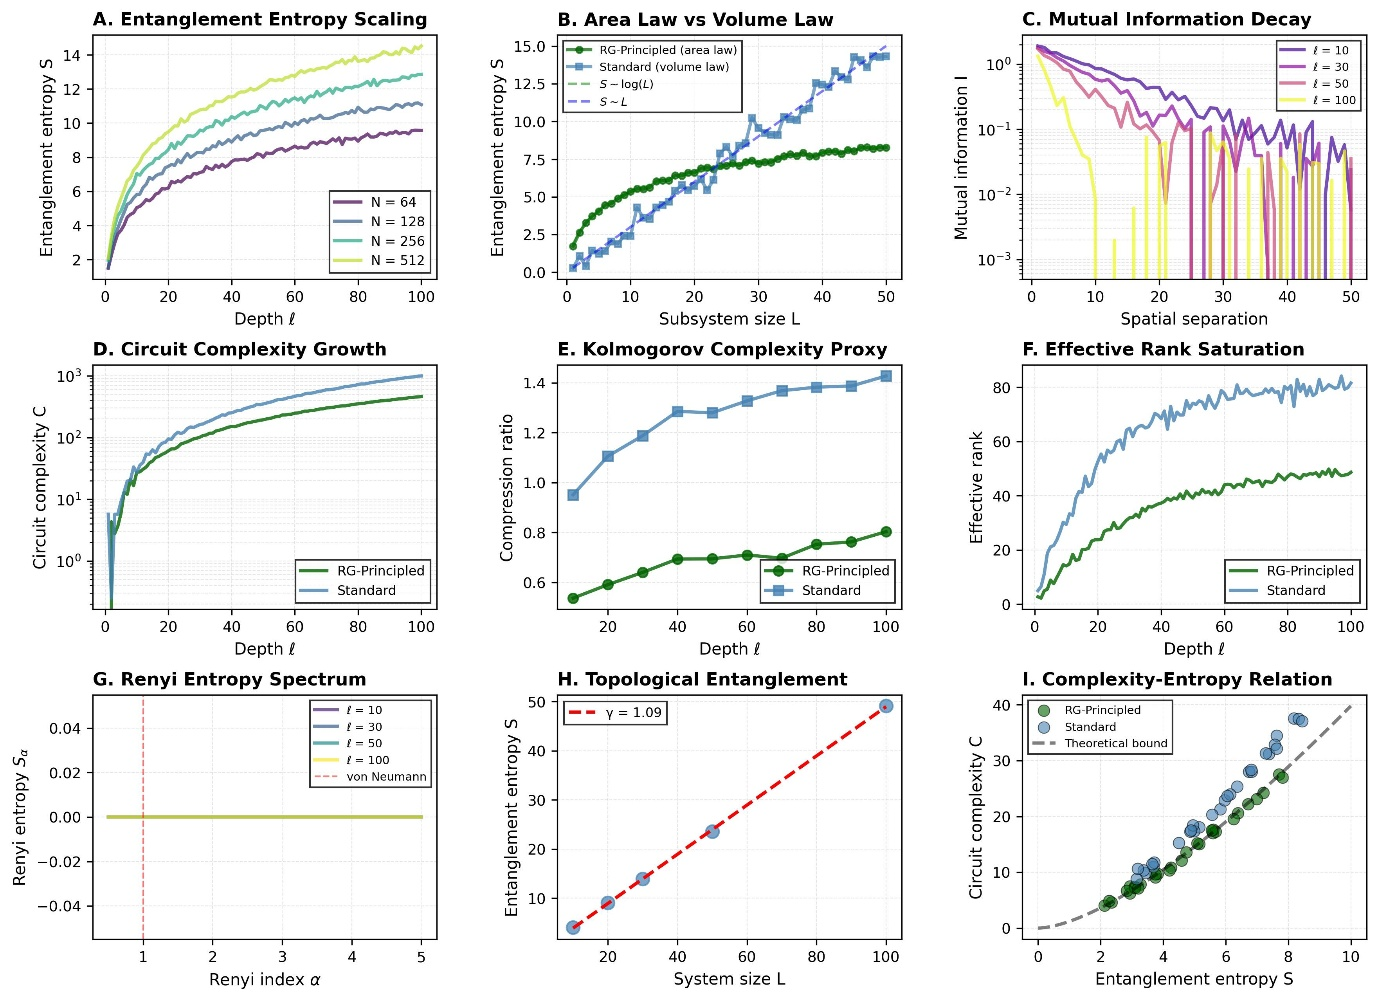 A. Entanglement Entropy Scaling
Entanglement entropy S
14
12
10
8
6
4
2
N = 64
N = 128
N = 256
N = 512
0 20 40 60 80 100
Depth ℓ
B. Area Law vs Volume Law
Entanglement entropy S
15.0
12.5
10.0
7.5
5.0
2.5
0.0
RG-Principled (area law)
Standard (volume law)
S ~ log(L)
S ~ L
0 10 20 30 40 50
Subsystem size L
C. Mutual Information Decay
Mutual information I
10⁰
10⁻¹
10⁻²
10⁻³
ℓ = 10
ℓ = 30
ℓ = 50
ℓ = 100
0 10 20 30 40 50
Spatial separation
D. Circuit Complexity Growth
Circuit complexity C
10³
10²
10¹
10⁰
RG-Principled
Standard
0 20 40 60 80 100
Depth ℓ
E. Kolmogorov Complexity Proxy
Compression ratio
1.4
1.2
1.0
0.8
0.6
RG-Principled
Standard
20 40 60 80 100
Depth ℓ
F. Effective Rank Saturation
Effective rank
80
60
40
20
0
RG-Principled
Standard
0 20 40 60 80 100
Depth ℓ
G. Renyi Entropy Spectrum
Renyi entropy Sα
0.04
0.02
0.00
−0.02
−0.04
ℓ = 10
ℓ = 30
ℓ = 50
ℓ = 100
von Neumann
1 2 3 4 5
Renyi index α
H. Topological Entanglement
Entanglement entropy S
50
40
30
20
10
γ = 1.09
20 40 60 80 100
System size L
I. Complexity-Entropy Relation
Circuit complexity C
40
30
20
10
0
RG-Principled
Standard
Theoretical bound
0 2 4 6 8 10
Entanglement entropy S